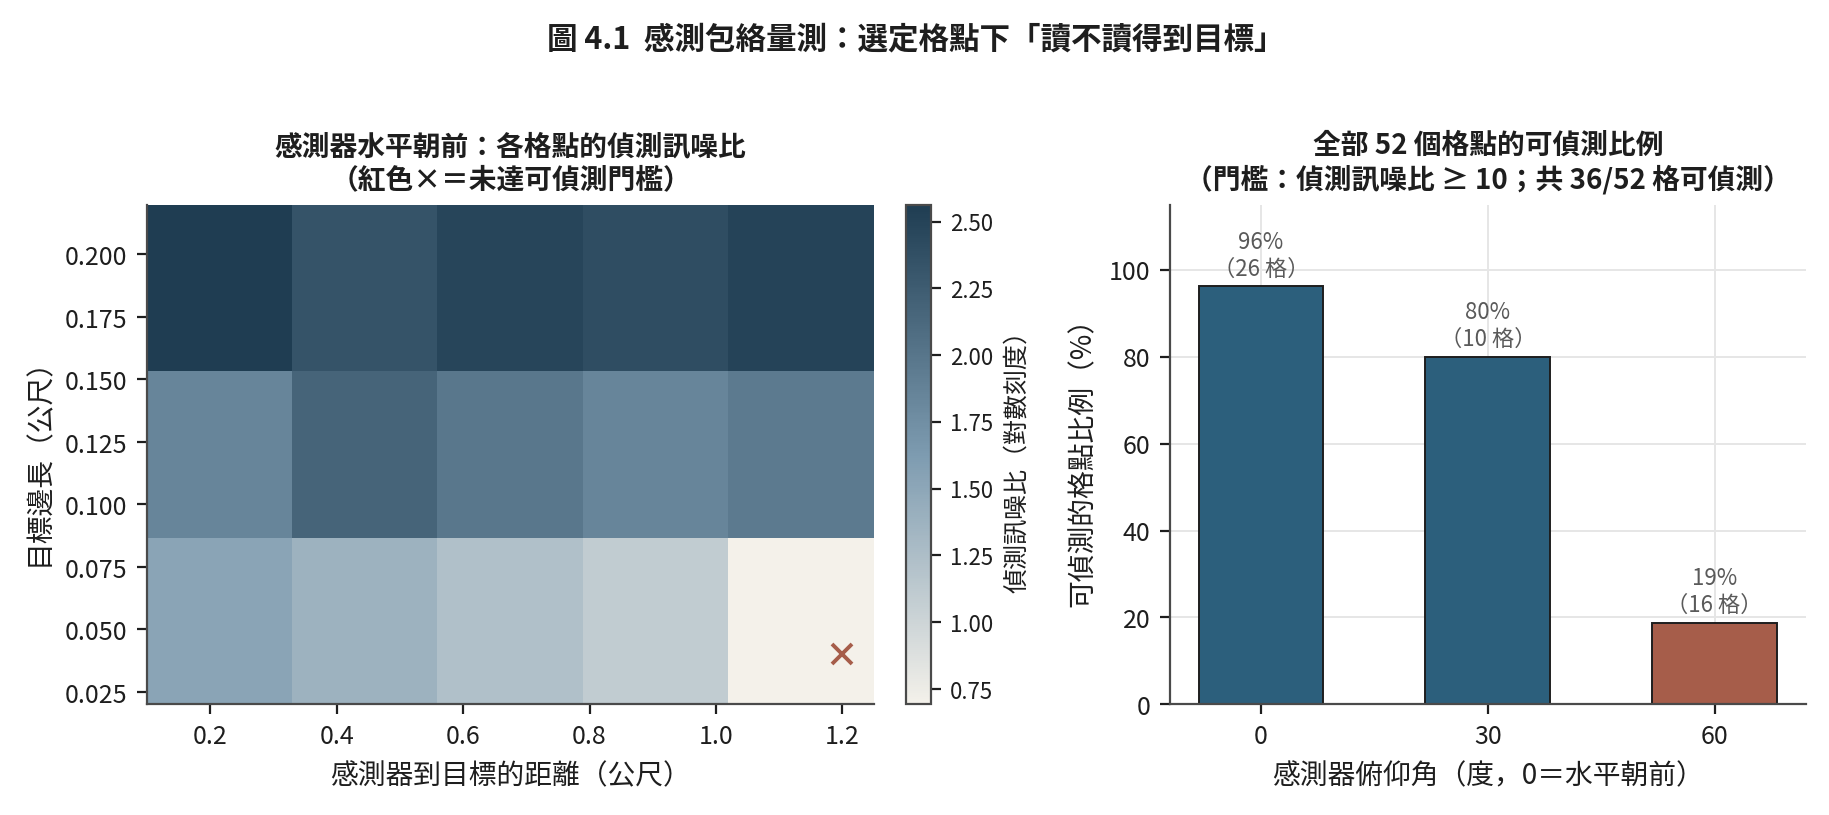 圖 4.1 感測包絡量測：選定格點下「讀不讀得到目標」
感測器水平朝前：各格點的偵測訊噪比
（紅色×＝未達可偵測門檻）
0.200
0.175
0.150
0.125
0.100
0.075
0.050
0.025
目標邊長（公尺）
0.2 0.4 0.6 0.8 1.0 1.2
感測器到目標的距離（公尺）
2.50
2.25
2.00
1.75
1.50
1.25
1.00
0.75
偵測訊噪比（對數刻度）
全部 52 個格點的可偵測比例
（門檻：偵測訊噪比 ≥ 10；共 36/52 格可偵測）
100
80
60
40
20
0
可偵測的格點比例（%）
96%
（26 格）
80%
（10 格）
19%
（16 格）
0 30 60
感測器俯仰角（度，0＝水平朝前）